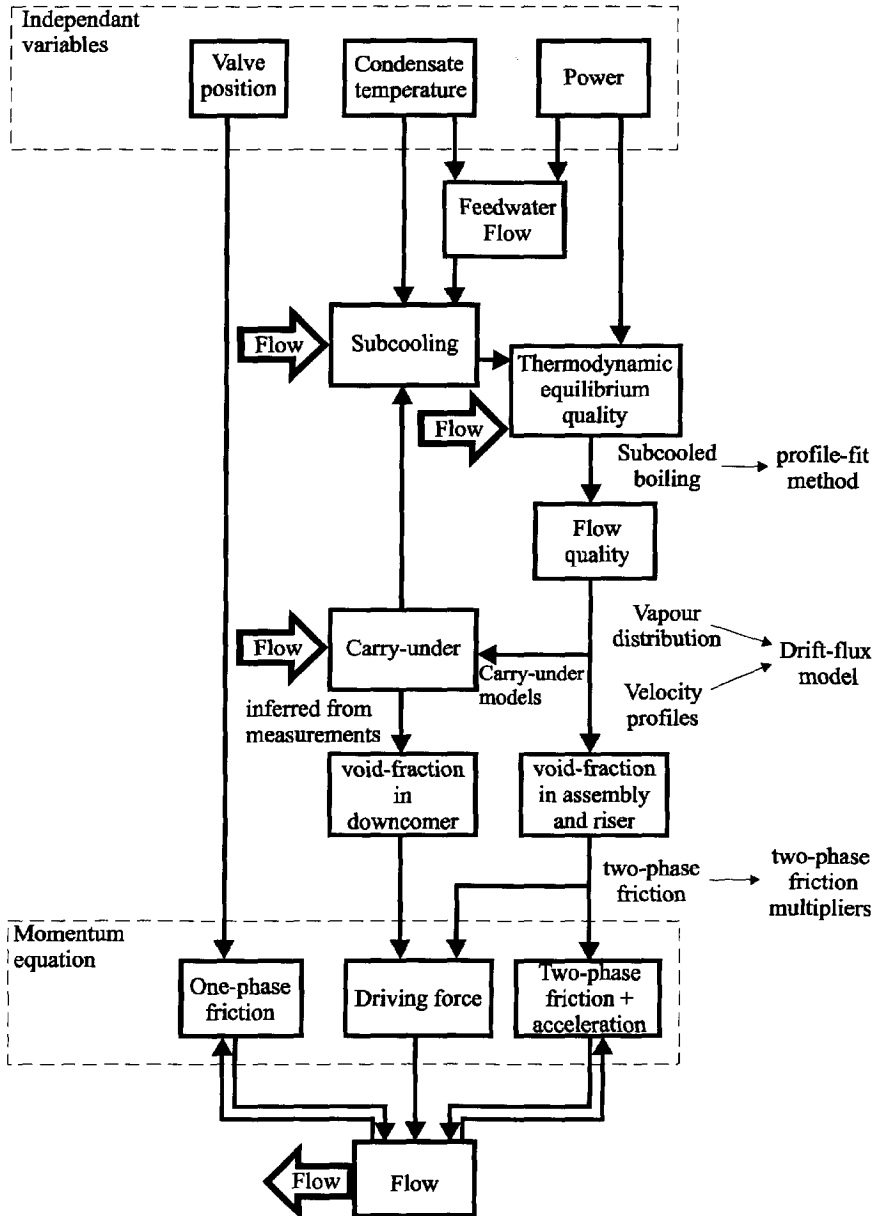 Independant
variables
Valve
position
Condensate
temperature
Power
Feedwater
Flow
Flow
Subcooling
Thermodynamic
equilibrium
quality
Flow
Subcooled
boiling
profile-fit
method
Flow
quality
Vapour
distribution
Drift-flux
model
Flow
Carry-under
Carry-under
models
Velocity
profiles
inferred from
measurements
void-fraction
in
downcomer
void-fraction
in assembly
and riser
two-phase
friction
two-phase
friction
multipliers
Momentum
equation
One-phase
friction
Driving force
Two-phase
friction +
acceleration
Flow
Flow